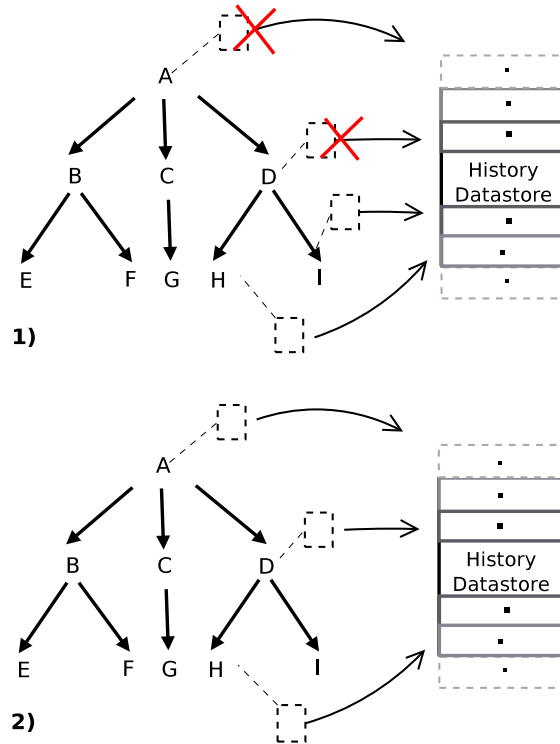 A
B C D
History
Datastore
E F G H I
1)
A
B C D
History
Datastore
E F G H I
2)